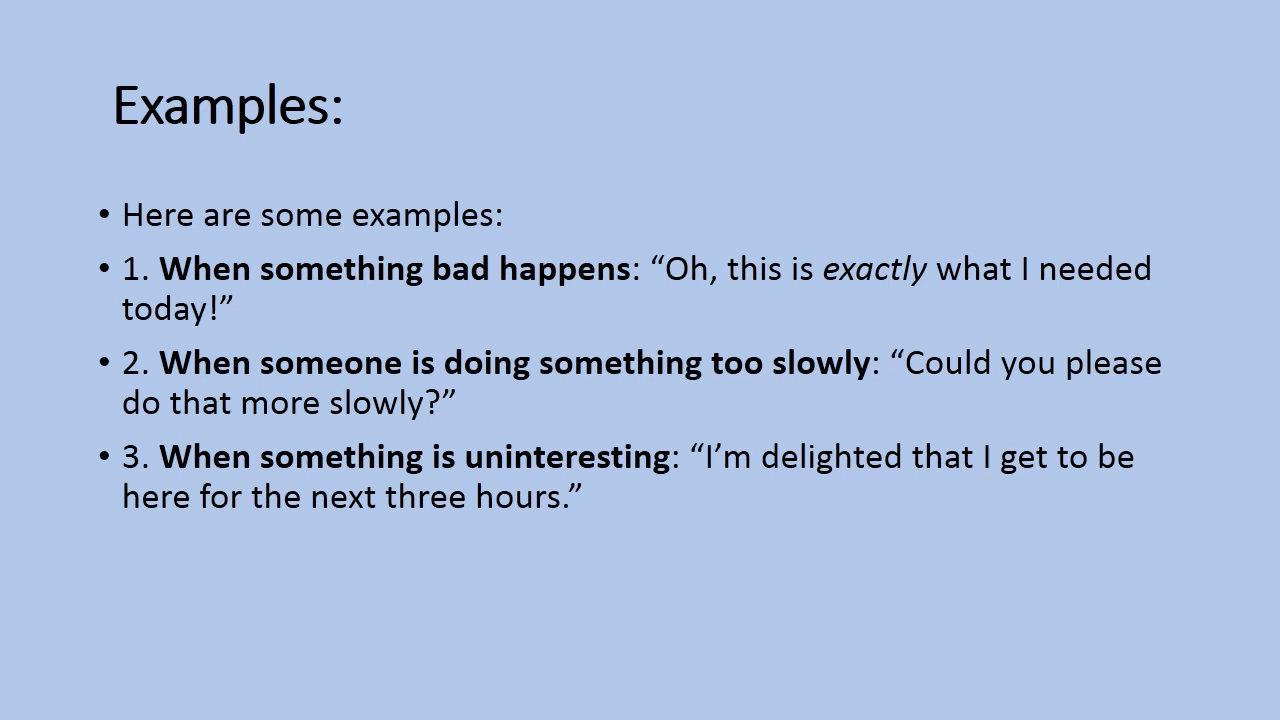 Examples:
• Here are some examples:
• 1. When something bad happens: “Oh, this is exactly what I needed
today!”
• 2. When someone is doing something too slowly: “Could you please
do that more slowly?”
• 3. When something is uninteresting: “I’m delighted that I get to be
here for the next three hours.”